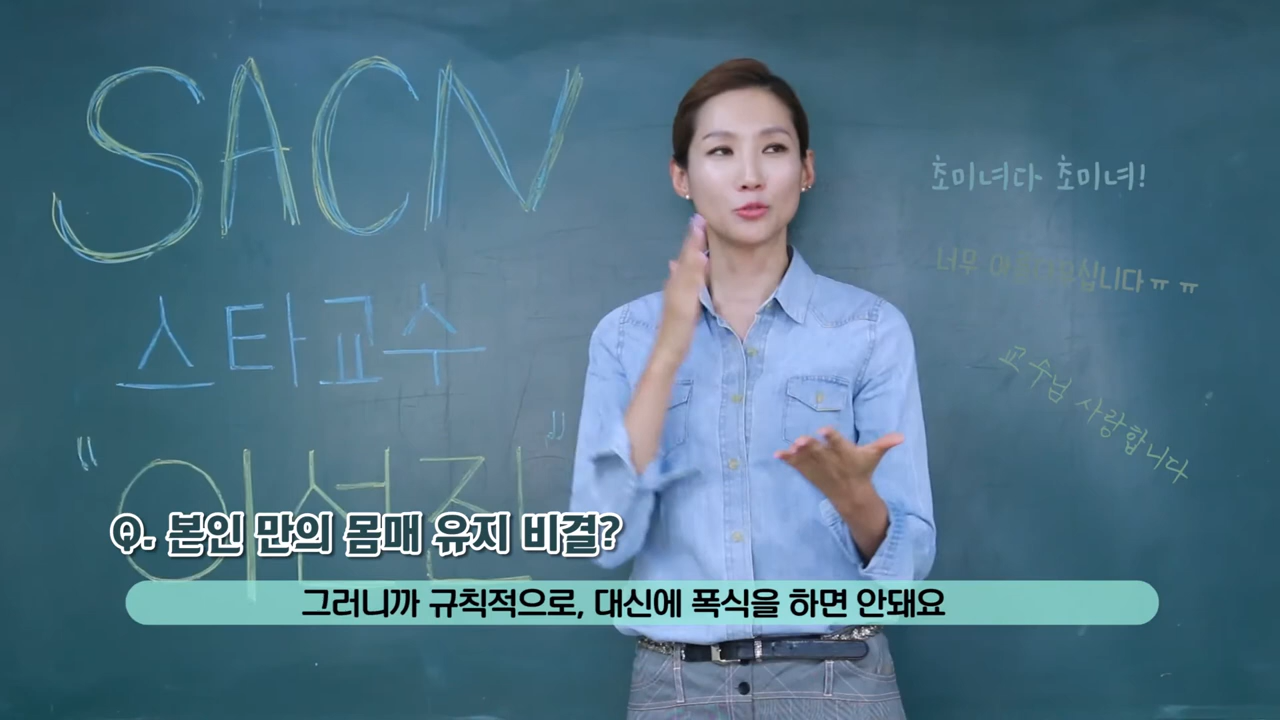 SACN
스타교수
"이선진"
초미녀다 초미녀!
너무 아름다우십니다ㅠㅠ
교수님 사랑합니다
Q. 본인 만의 몸매 유지 비결?
그러니까 규칙적으로, 대신에 폭식을 하면 안돼요